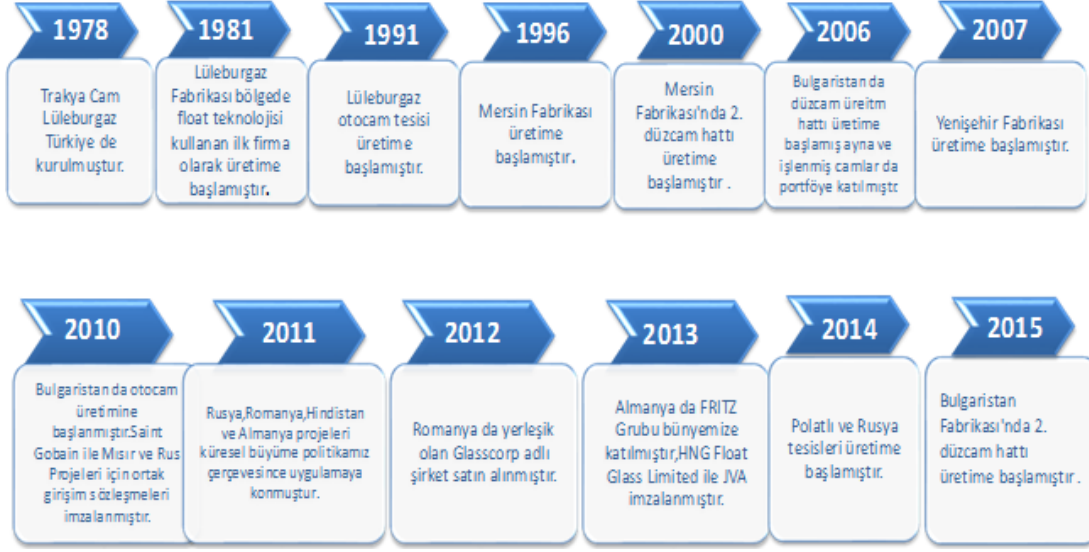 1978
Trakya Cam
Lüleburgaz
Türkiye de
kurulmuştur.
1981
Lüleburgaz
Fabrikası bölgede
float teknolojisi
kullanan ilk firma
olarak üretime
başlamıştır.
1991
Lüleburgaz
otocam tesisi
üretime
başlamıştır.
1996
Mersin Fabrikası
üretime
başlamıştır.
2000
Mersin
Fabrikası'nda 2.
düzcam hattı
üretime
başlamıştır .
2006
Bulgaristan da
düzcam üreitm
hattı üretime
başlamış ayna ve
işlenmiş camlar da
portföye katılmıştır
2007
Yenişehir Fabrikası
üretime başlamıştır.
2010
Bulgaristan da otocam
üretimine
başlanmıştır.Saint
Gobain ile Mısır ve Rus
Projeleri için ortak
girişim sözleşmeleri
imzalanmıştır.
2011
Rusya,Romanya,Hindistan
ve Almanya projeleri
küresel büyüme politikamız
çerçevesince uygulamaya
konmuştur.
2012
Romanya da yerleşik
olan Glasscorp adlı
şirket satın alınmıştır.
2013
Almanya da FRITZ
Grubu bünyemize
katılmıştır,HNG Float
Glass Limited ile JVA
imzalanmıştır.
2014
Polatlı ve Rusya
tesisleri üretime
başlamıştır.
2015
Bulgaristan
Fabrikası'nda 2.
düzcam hattı
üretime başlamıştır .